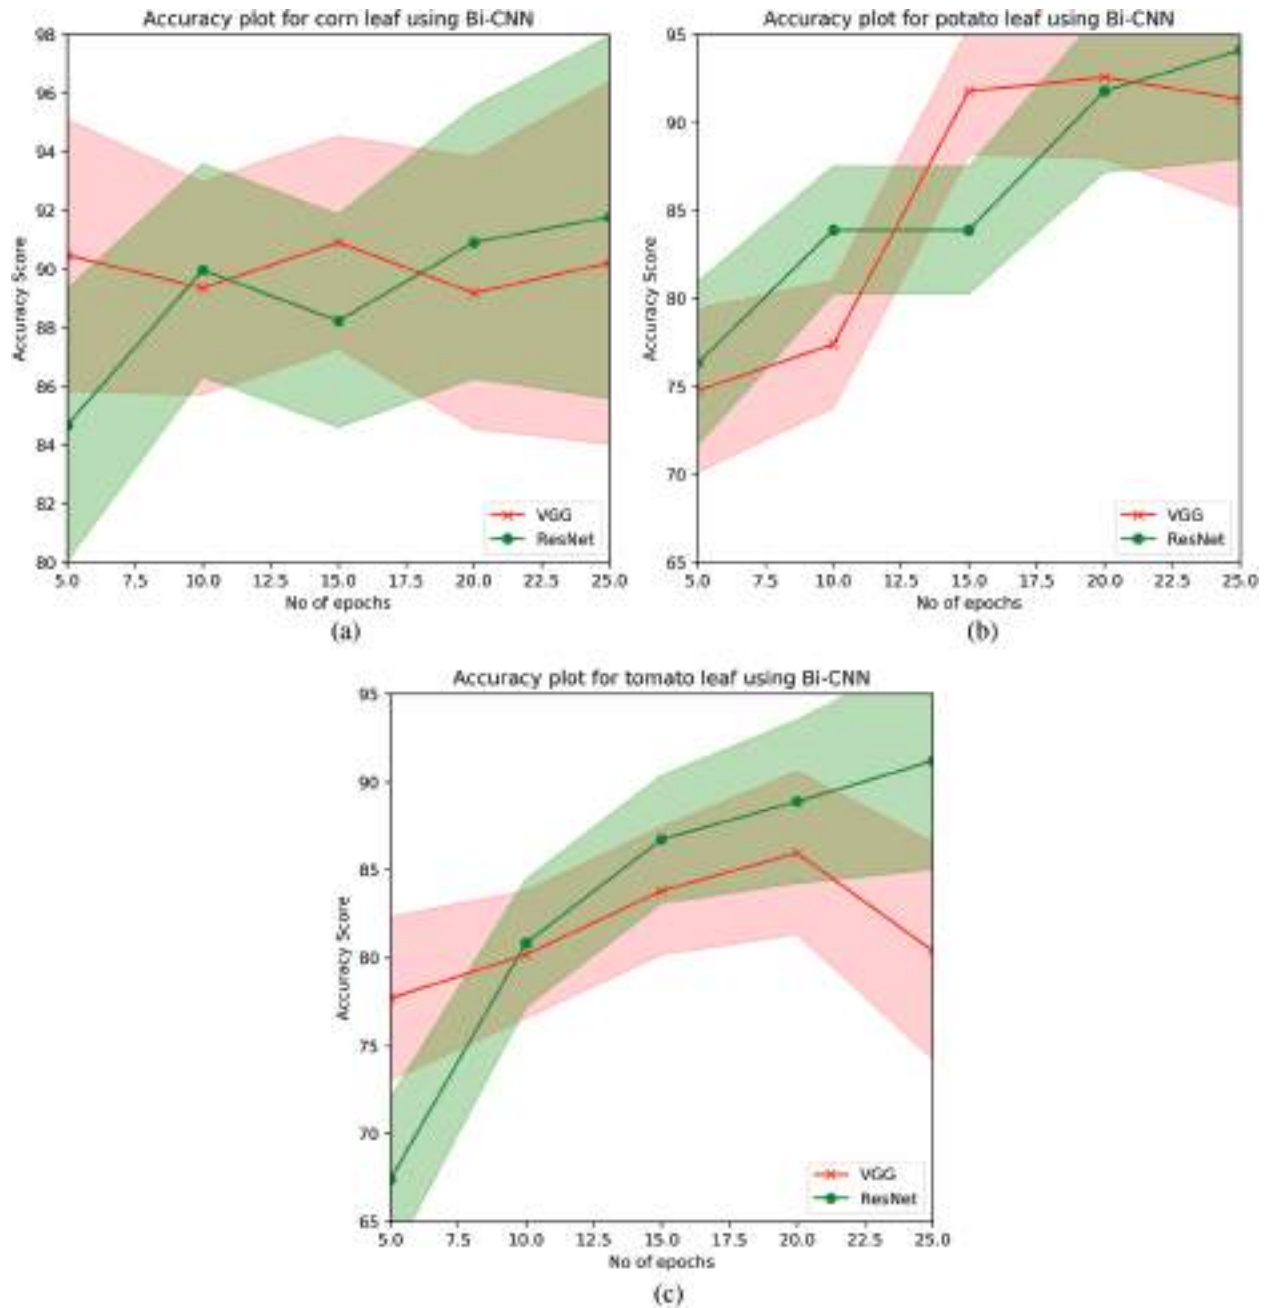 Accuracy plot for corn leaf using Bi-CNN
98
96
94
92
90
88
86
84
82
80
Accuracy Score
VGG
ResNet
5.0 7.5 10.0 12.5 15.0 17.5 20.0 22.5 25.0
No of epochs
(a)
Accuracy plot for potato leaf using Bi-CNN
95
90
85
80
75
70
65
Accuracy Score
VGG
ResNet
5.0 7.5 10.0 12.5 15.0 17.5 20.0 22.5 25.0
No of epochs
(b)
Accuracy plot for tomato leaf using Bi-CNN
95
90
85
80
75
70
65
Accuracy Score
VGG
ResNet
5.0 7.5 10.0 12.5 15.0 17.5 20.0 22.5 25.0
No of epochs
(c)